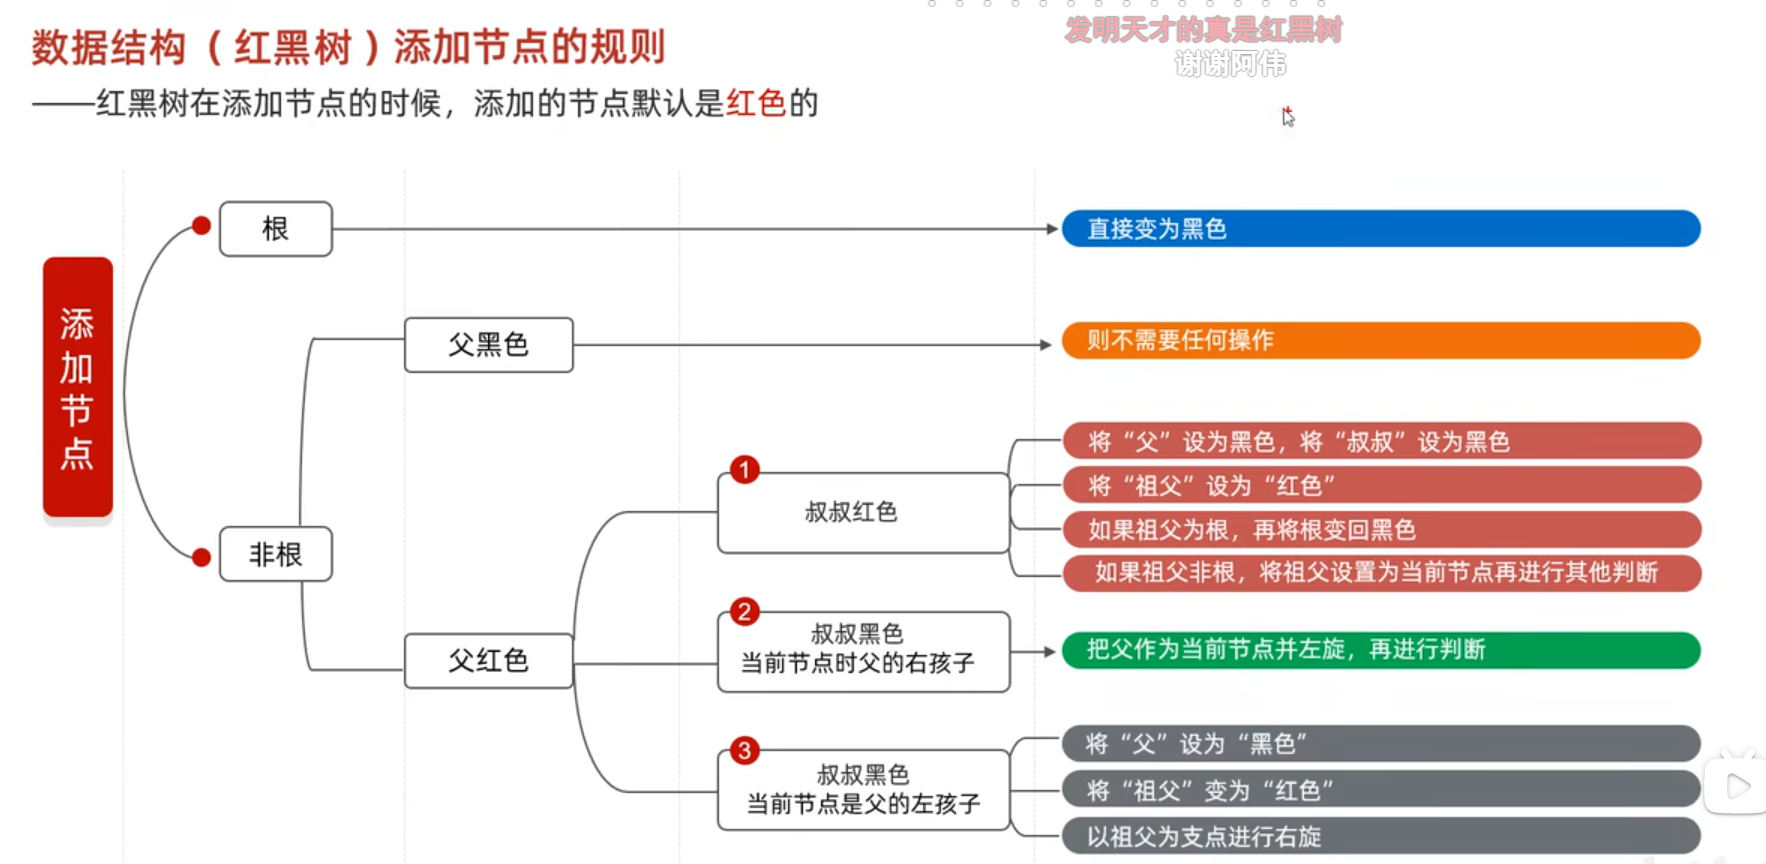 发明天才的真是红黑树
谢谢阿伟
数据结构（红黑树）添加节点的规则
——红黑树在添加节点的时候，添加的节点默认是红色的
添加节点
根
直接变为黑色
父黑色
则不需要任何操作
非根
父红色
1
叔叔红色
将“父”设为黑色，将“叔叔”设为黑色
将“祖父”设为“红色”
如果祖父为根，再将根变回黑色
如果祖父非根，将祖父设置为当前节点再进行其他判断
2
叔叔黑色
当前节点时父的右孩子
把父作为当前节点并左旋，再进行判断
3
叔叔黑色
当前节点是父的左孩子
将“父”设为“黑色”
将“祖父”变为“红色”
以祖父为支点进行右旋